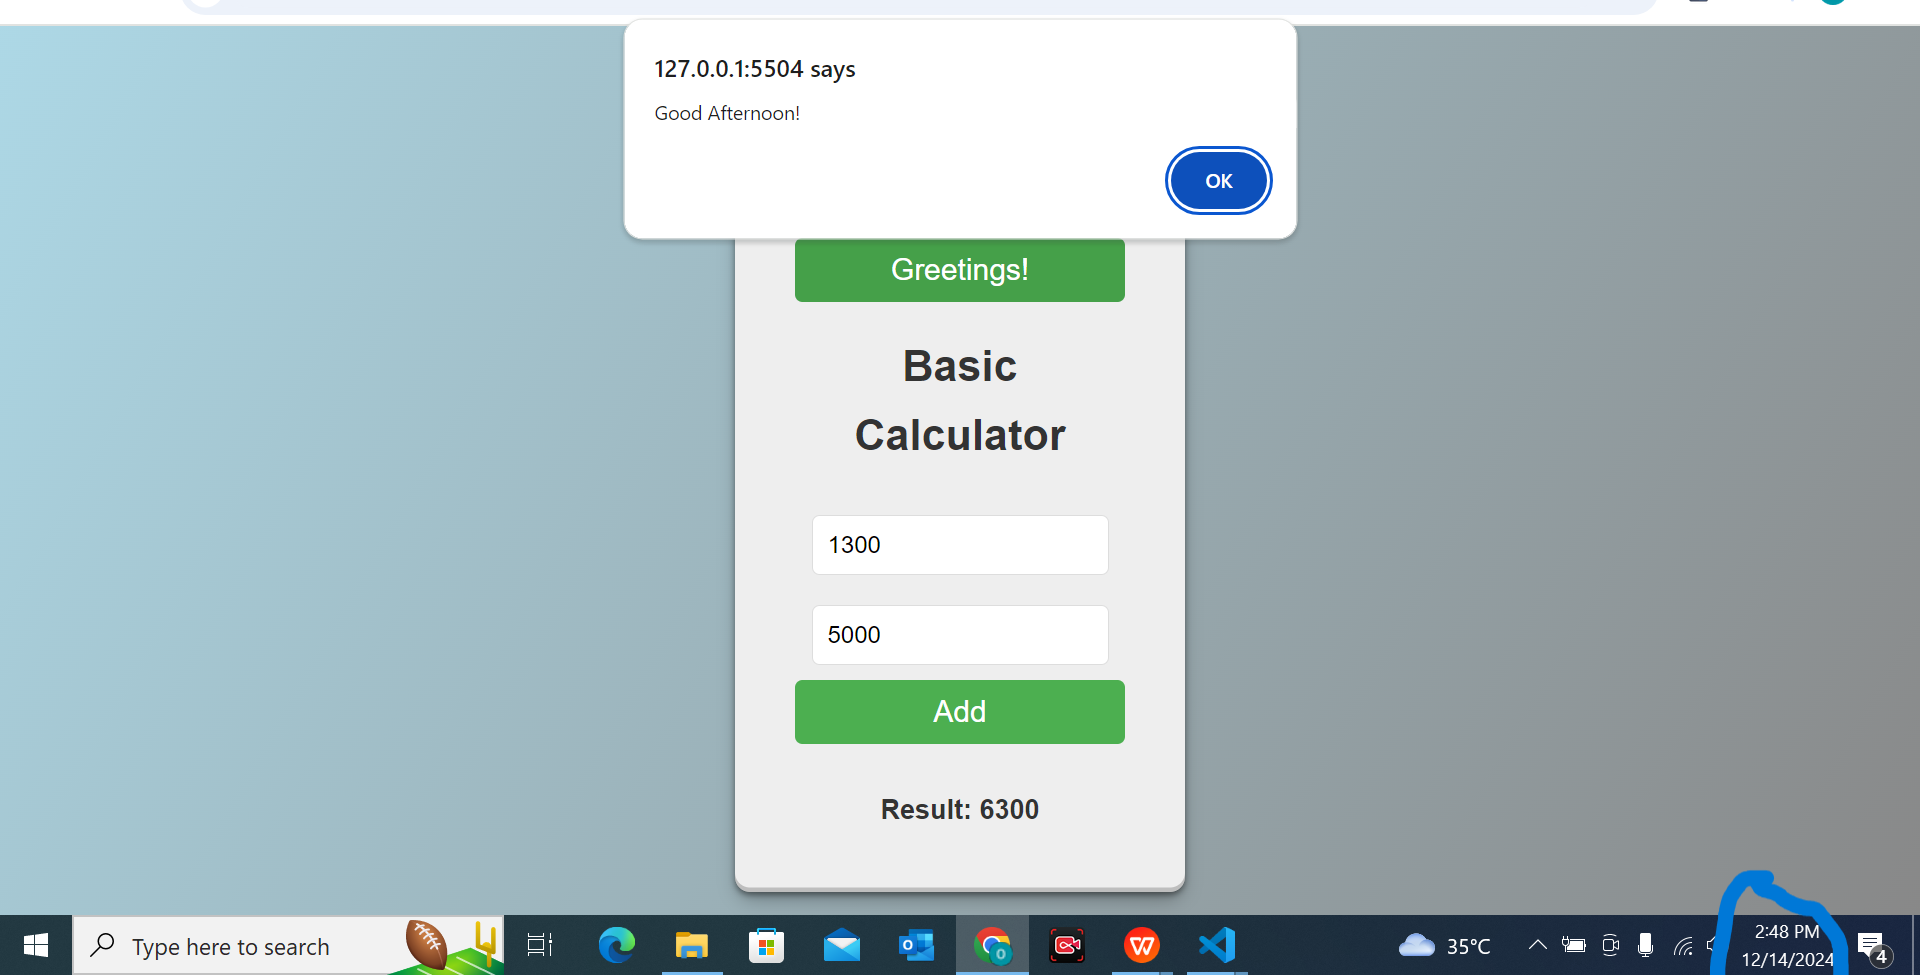 127.0.0.1:5504 says
Good Afternoon!
OK
Greetings!
Basic
Calculator
1300
5000
Add
Result: 6300
Type here to search
35°C
2:48 PM
12/14/2024
4